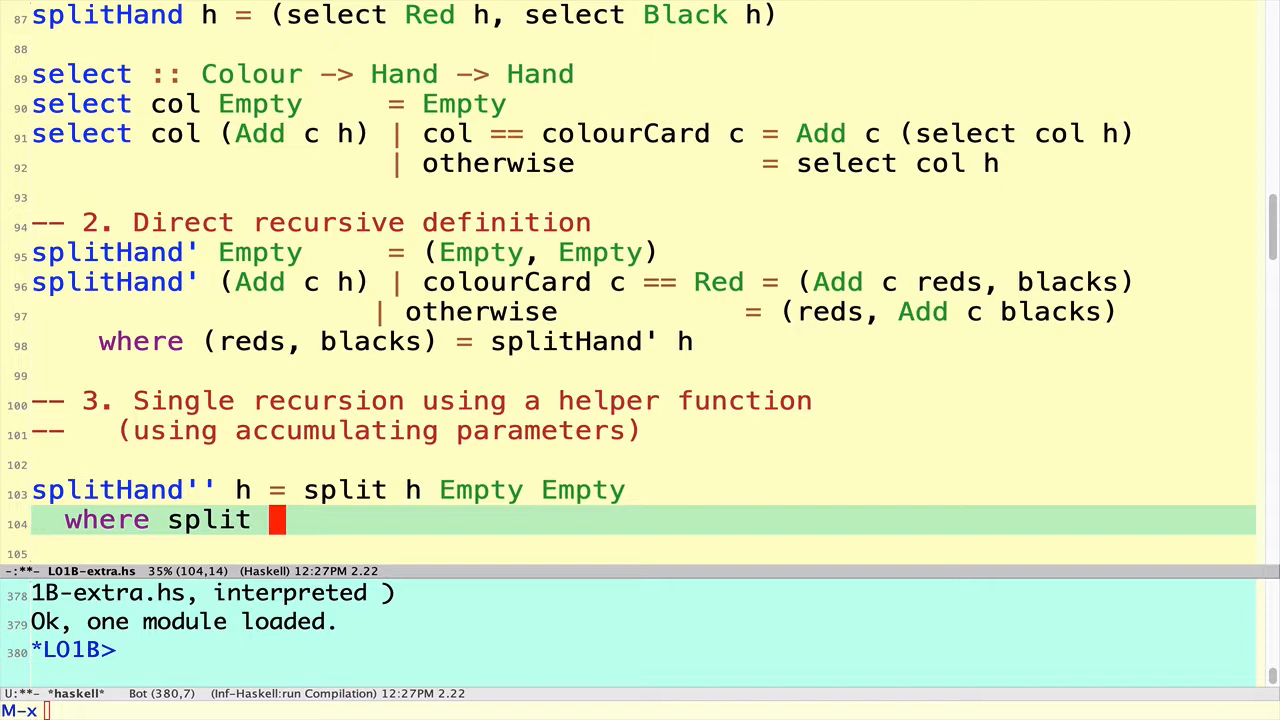 87 splitHand h = (select Red h, select Black h)
88
89 select :: Colour -> Hand -> Hand
90 select col Empty     = Empty
91 select col (Add c h) | col == colourCard c = Add c (select col h)
92                      | otherwise           = select col h
93
94 -- 2. Direct recursive definition
95 splitHand' Empty     = (Empty, Empty)
96 splitHand' (Add c h) | colourCard c == Red = (Add c reds, blacks)
97                     | otherwise           = (reds, Add c blacks)
98     where (reds, blacks) = splitHand' h
99
100 -- 3. Single recursion using a helper function
101 --   (using accumulating parameters)
102
103 splitHand'' h = split h Empty Empty
104   where split
105
-:**- L01B-extra.hs  35% (104,14)  (Haskell) 12:27PM 2.22
378 1B-extra.hs, interpreted )
379 Ok, one module loaded.
380 *L01B>
U:**- *haskell*  Bot (380,7)  (Inf-Haskell:run Compilation) 12:27PM 2.22
M-x